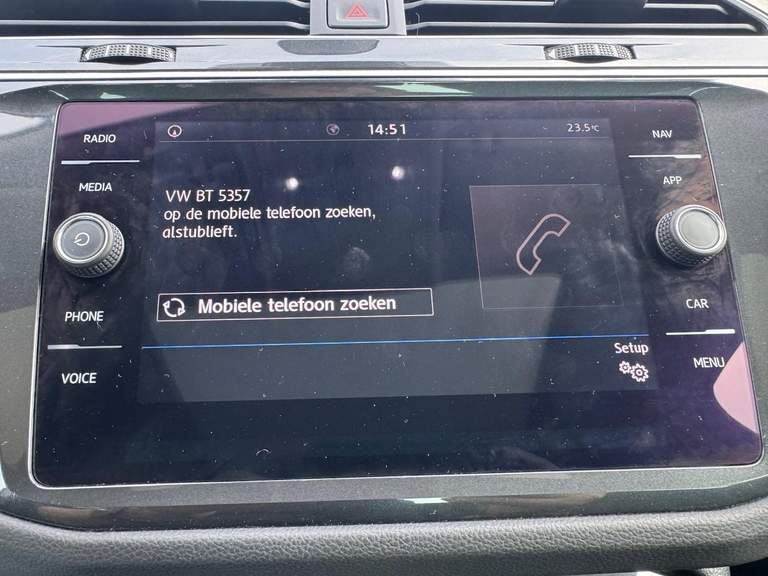 RADIO
MEDIA
PHONE
VOICE
14:51
23.5°C
VW BT 5357
op de mobiele telefoon zoeken,
alstublieft.
Mobiele telefoon zoeken
Setup
NAV
APP
CAR
MENU